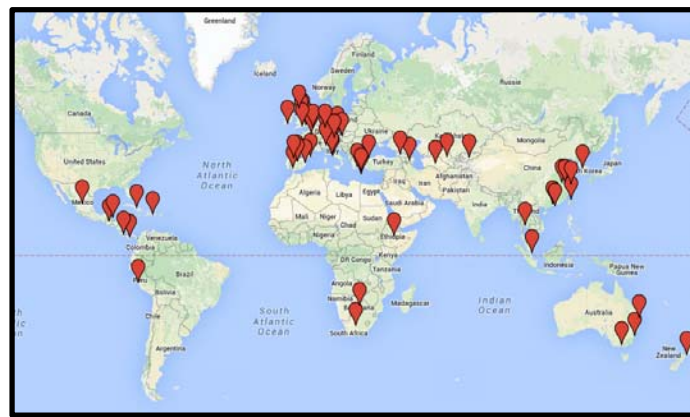 Greenland
Iceland
Finland
Sweden
Norway
Russia
Canada
Ukraine
Mongolia
United States
North
Atlantic
Ocean
Turkey
China
Japan
Afghanistan
Iraq
Iran
Pakistan
Algeria
Libya
Egypt
Saudi Arabia
India
Mexico
Mali
Niger
Sudan
Chad
Nigeria
Ethiopia
Venezuela
Colombia
Kenya
DR Congo
Tanzania
Indonesia
Papua New
Guinea
Peru
Brazil
Angola
Bolivia
Namibia
Madagascar
Chile
South
Atlantic
Ocean
Indian
Ocean
Australia
South Africa
Argentina
New
Zealand